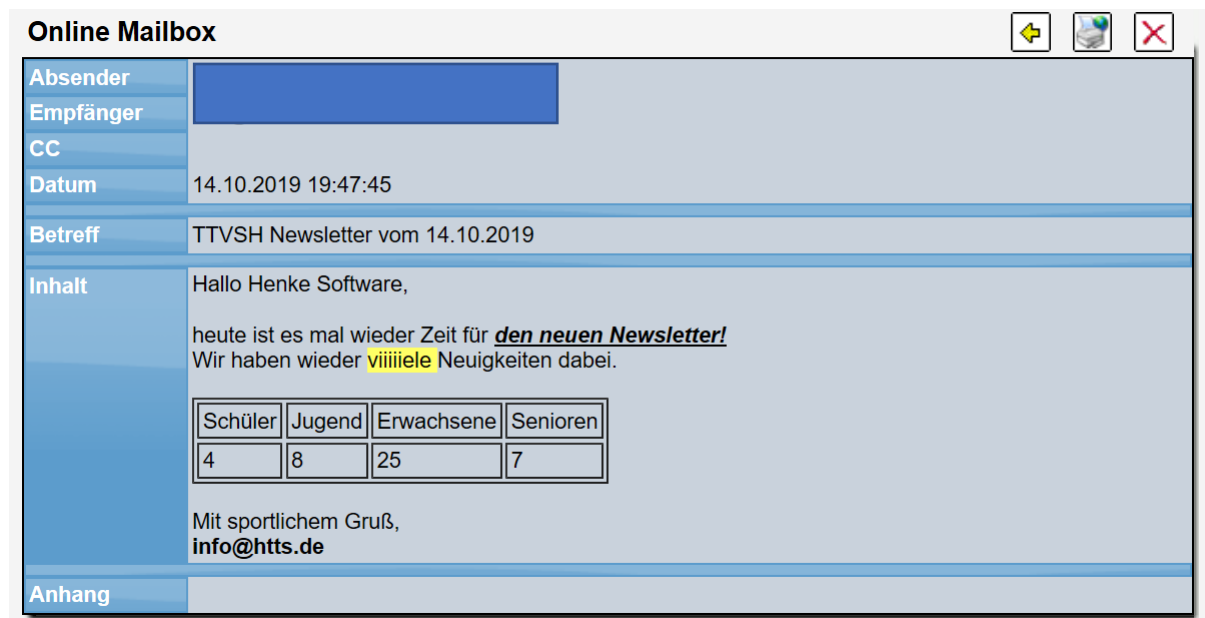 Online Mailbox
Absender
Empfänger
CC
Datum 14.10.2019 19:47:45
Betreff TTVSH Newsletter vom 14.10.2019
Inhalt Hallo Henke Software,
heute ist es mal wieder Zeit für den neuen Newsletter!
Wir haben wieder viiiiiele Neuigkeiten dabei.
Schüler Jugend Erwachsene Senioren
4 8 25 7
Mit sportlichem Gruß,
info@htts.de
Anhang